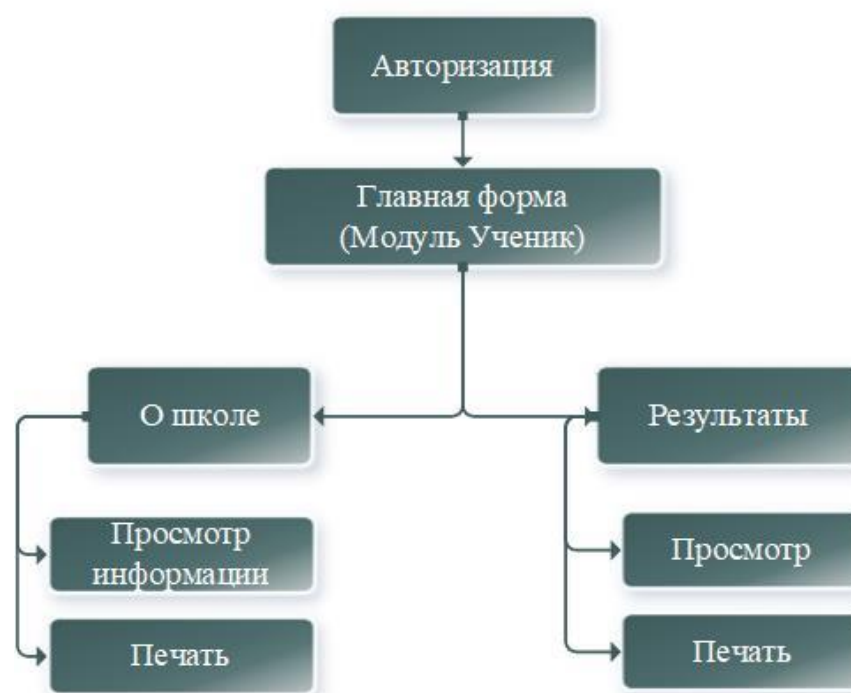 Авторизация
Главная форма
(Модуль Ученик)
О школе
Результаты
Просмотр
информации
Просмотр
Печать
Печать